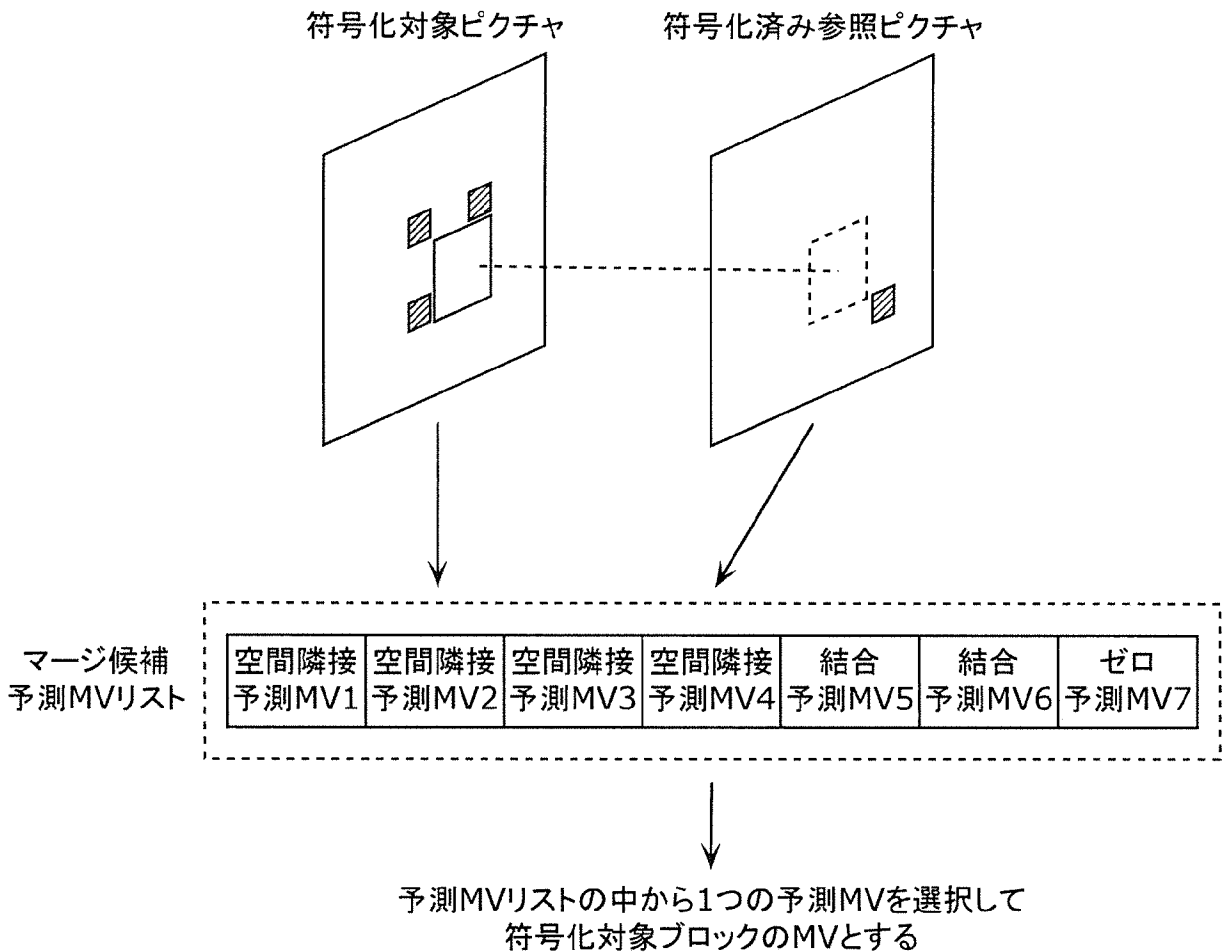 符号化対象ピクチャ
符号化済み参照ピクチャ
マージ候補
予測MVリスト
空間隣接
予測MV1
空間隣接
予測MV2
空間隣接
予測MV3
空間隣接
予測MV4
結合
予測MV5
結合
予測MV6
ゼロ
予測MV7
予測MVリストの中から1つの予測MVを選択して
符号化対象ブロックのMVとする